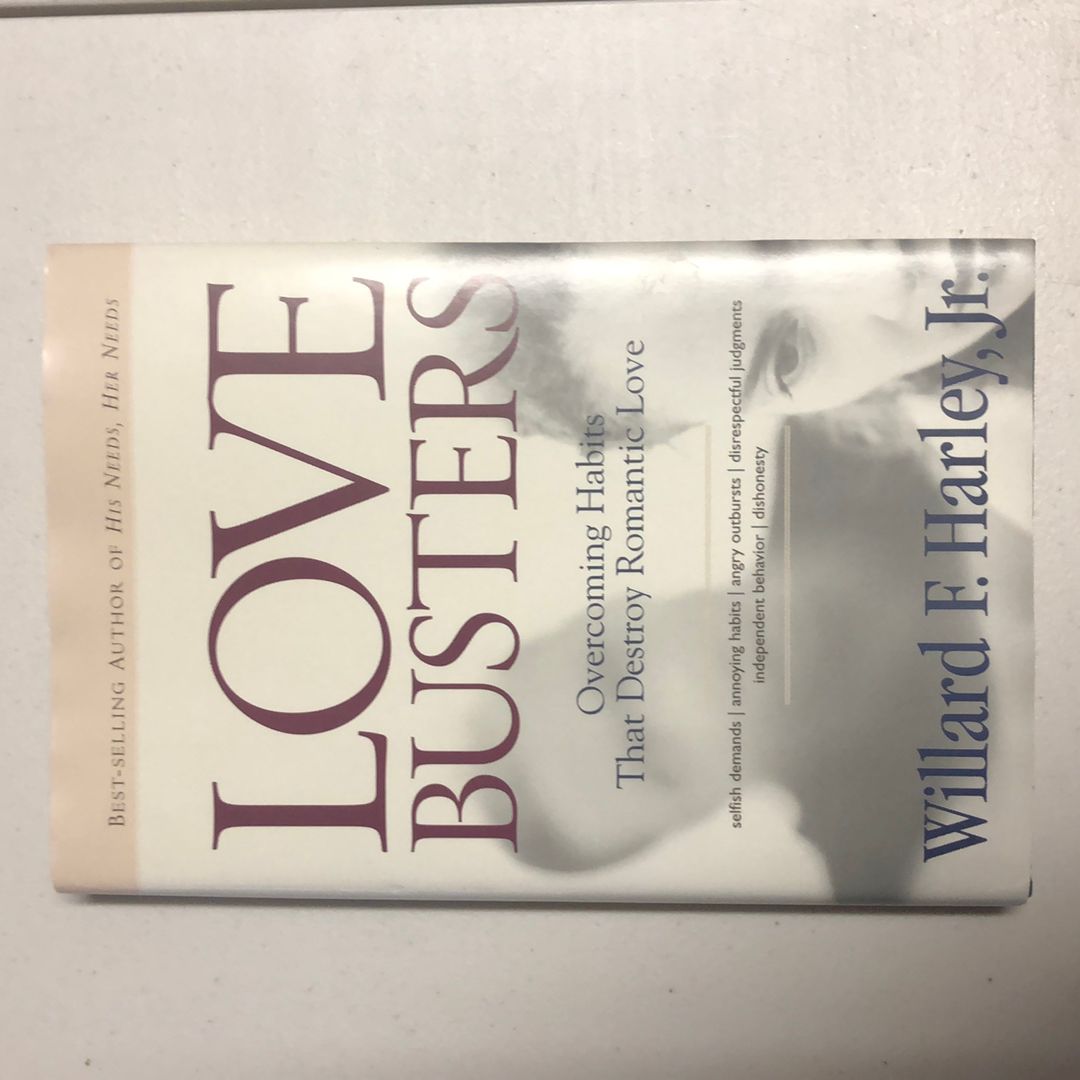 BEST-SELLING AUTHOR OF HIS NEEDS, HER NEEDS
LOVE
BUSTERS
Overcoming Habits
That Destroy Romantic Love
selfish demands | annoying habits | angry outbursts | disrespectful judgments
independent behavior | dishonesty
Willard F. Harley, Jr.